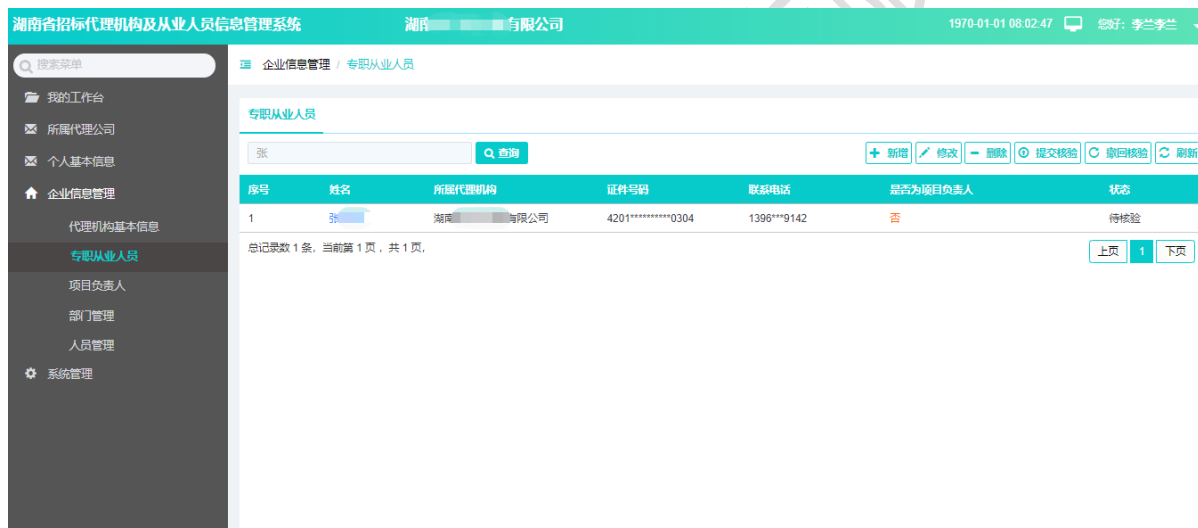 湖南省招标代理机构及从业人员信息管理系统 湖南 有限公司 1970-01-01 08:02:47 您好：李兰李兰
搜素菜单
我的工作台
所属代理公司
个人基本信息
企业信息管理
代理机构基本信息
专职从业人员
项目负责人
部门管理
人员管理
系统管理
企业信息管理 / 专职从业人员
专职从业人员
张 查询 新增 修改 删除 提交核验 撤回核验 刷新
序号 姓名 所属代理机构 证件号码 联系电话 是否为项目负责人 状态
1 张 湖南 有限公司 4201**********0304 1396***9142 否 待核验
总记录数 1 条, 当前第 1 页 , 共 1 页, 上页 1 下页